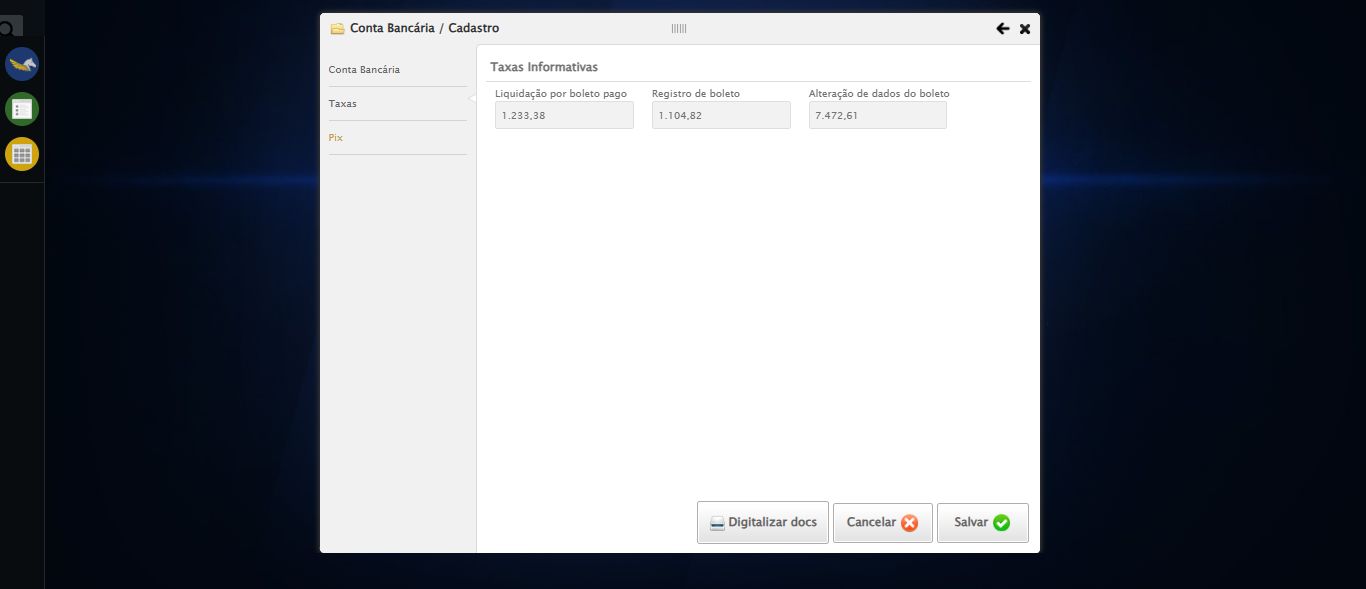 Conta Bancária / Cadastro
Conta Bancária
Taxas
Pix
Taxas Informativas
Liquidação por boleto pago
Registro de boleto
Alteração de dados do boleto
1.233,38
1.104,82
7.472,61
Digitalizar docs
Cancelar
Salvar